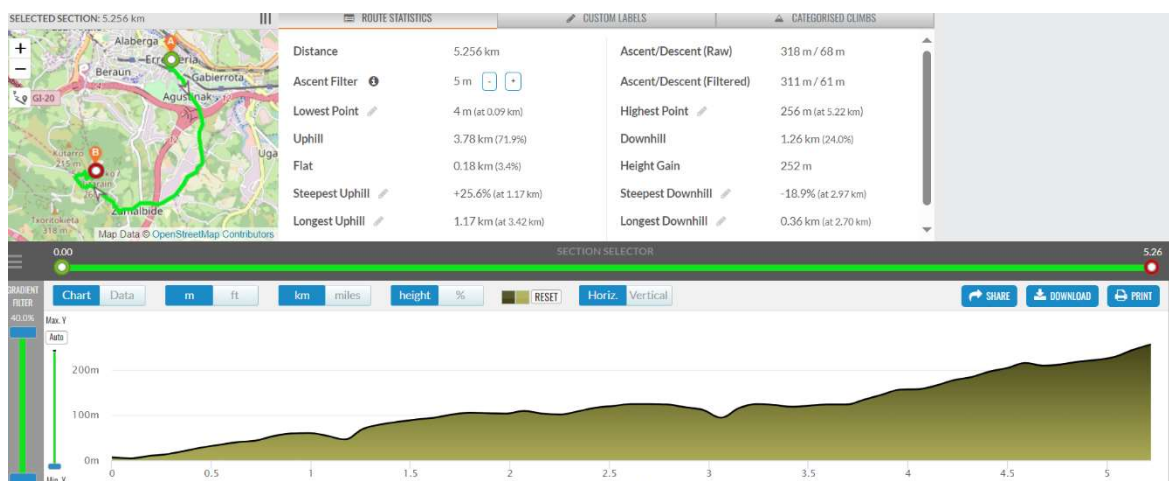 SELECTED SECTION: 5.256 km
ROUTE STATISTICS
CUSTOM LABELS
CATEGORISED CLIMBS
Alaberga
A
Beraun
Gabierrota
GI-20
215 m
B
Zamalbide
Txoritokieta
318 m
Map Data © OpenStreetMap Contributors
Distance 5.256 km
Ascent/Descent (Raw) 318 m / 68 m
Ascent Filter 5 m - +
Ascent/Descent (Filtered) 311 m / 61 m
Lowest Point 4 m (at 0.09 km)
Highest Point 256 m (at 5.22 km)
Uphill 3.78 km (71.9%)
Downhill 1.26 km (24.0%)
Flat 0.18 km (3.4%)
Height Gain 252 m
Steepest Uphill +25.6% (at 1.17 km)
Steepest Downhill -18.9% (at 2.97 km)
Longest Uphill 1.17 km (at 3.42 km)
Longest Downhill 0.36 km (at 2.70 km)
0.00 SECTION SELECTOR 5.26
GRADIENT
FILTER
40.0%
Chart Data m ft km miles height % RESET Horiz. Vertical SHARE DOWNLOAD PRINT
Max. Y
Auto
200m
100m
0m
0 0.5 1 1.5 2 2.5 3 3.5 4 4.5 5
Min. Y